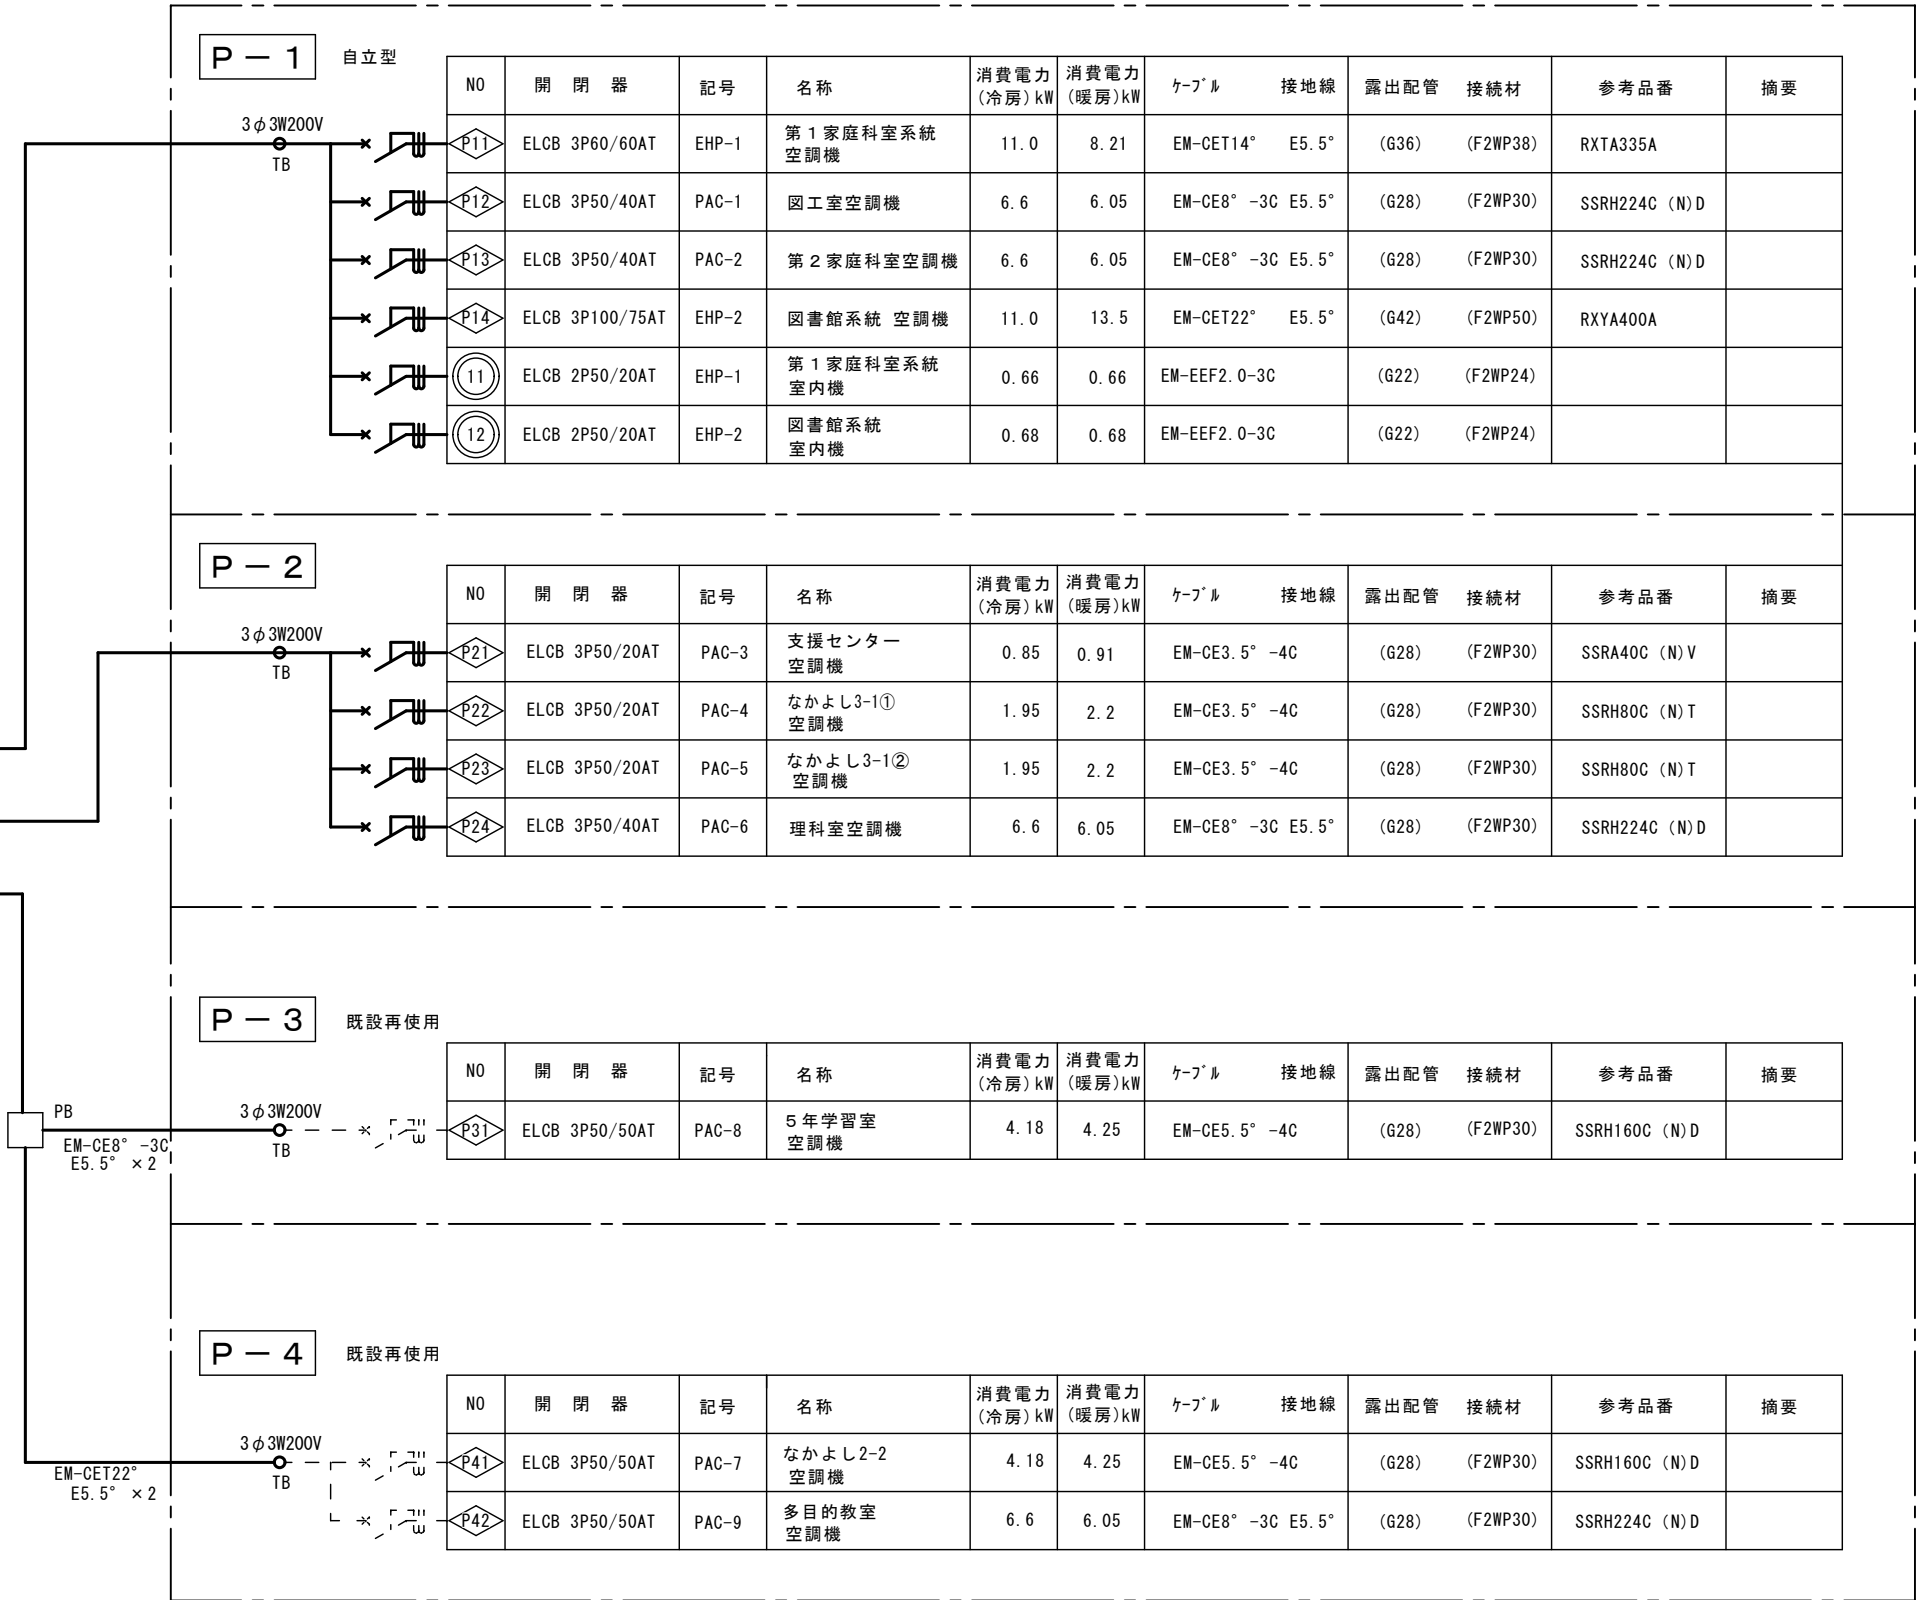 P－1 自立型
NO 開閉器 記号 名称 消費電力(冷房)kW 消費電力(暖房)kW ｹｰﾌﾞﾙ 接地線 露出配管 接続材 参考品番 摘要
3φ3W200V
TB
P11 ELCB 3P60/60AT EHP-1 第1家庭科室系統 空調機 11.0 8.21 EM-CET14° E5.5° (G36) (F2WP38) RXTA335A
P12 ELCB 3P50/40AT PAC-1 図工室空調機 6.6 6.05 EM-CE8° -3C E5.5° (G28) (F2WP30) SSRH224C (N)D
P13 ELCB 3P50/40AT PAC-2 第2家庭科室空調機 6.6 6.05 EM-CE8° -3C E5.5° (G28) (F2WP30) SSRH224C (N)D
P14 ELCB 3P100/75AT EHP-2 図書館系統 空調機 11.0 13.5 EM-CET22° E5.5° (G42) (F2WP50) RXYA400A
11 ELCB 2P50/20AT EHP-1 第1家庭科室系統 室内機 0.66 0.66 EM-EEF2.0-3C (G22) (F2WP24)
12 ELCB 2P50/20AT EHP-2 図書館系統 室内機 0.68 0.68 EM-EEF2.0-3C (G22) (F2WP24)
P－2
NO 開閉器 記号 名称 消費電力(冷房)kW 消費電力(暖房)kW ｹｰﾌﾞﾙ 接地線 露出配管 接続材 参考品番 摘要
3φ3W200V
TB
P21 ELCB 3P50/20AT PAC-3 支援センター 空調機 0.85 0.91 EM-CE3.5° -4C (G28) (F2WP30) SSRA40C (N)V
P22 ELCB 3P50/20AT PAC-4 なかよし3-1① 空調機 1.95 2.2 EM-CE3.5° -4C (G28) (F2WP30) SSRH80C (N)T
P23 ELCB 3P50/20AT PAC-5 なかよし3-1② 空調機 1.95 2.2 EM-CE3.5° -4C (G28) (F2WP30) SSRH80C (N)T
P24 ELCB 3P50/40AT PAC-6 理科室空調機 6.6 6.05 EM-CE8° -3C E5.5° (G28) (F2WP30) SSRH224C (N)D
P－3 既設再使用
NO 開閉器 記号 名称 消費電力(冷房)kW 消費電力(暖房)kW ｹｰﾌﾞﾙ 接地線 露出配管 接続材 参考品番 摘要
PB
EM-CE8° -3C
E5.5° ×2
3φ3W200V
TB
P31 ELCB 3P50/50AT PAC-8 5年学習室 空調機 4.18 4.25 EM-CE5.5° -4C (G28) (F2WP30) SSRH160C (N)D
P－4 既設再使用
NO 開閉器 記号 名称 消費電力(冷房)kW 消費電力(暖房)kW ｹｰﾌﾞﾙ 接地線 露出配管 接続材 参考品番 摘要
EM-CET22°
E5.5° ×2
3φ3W200V
TB
P41 ELCB 3P50/50AT PAC-7 なかよし2-2 空調機 4.18 4.25 EM-CE5.5° -4C (G28) (F2WP30) SSRH160C (N)D
P42 ELCB 3P50/50AT PAC-9 多目的教室 空調機 6.6 6.05 EM-CE8° -3C E5.5° (G28) (F2WP30) SSRH224C (N)D